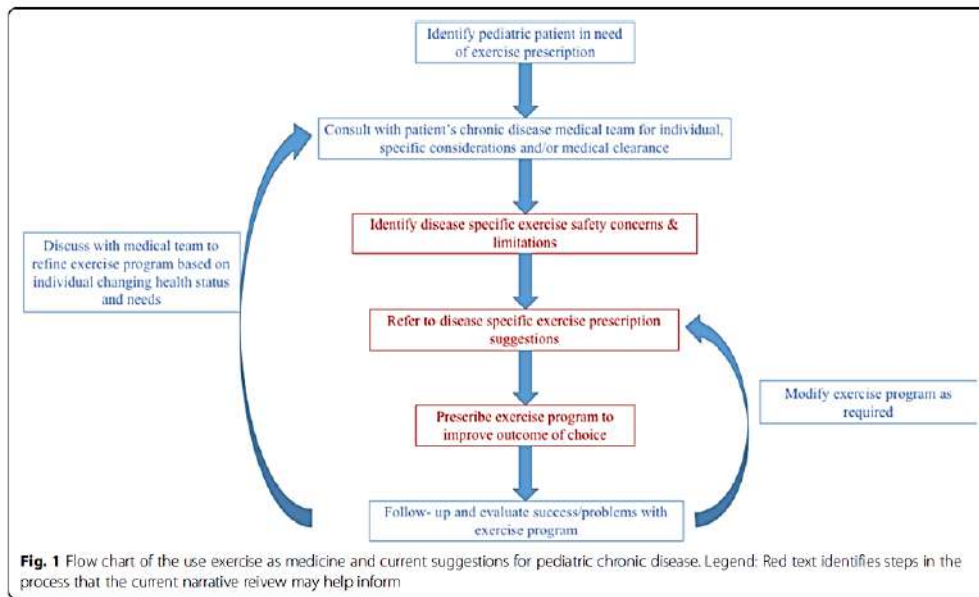 Identify pediatric patient in need
of exercise prescription
Consult with patient's chronic disease medical team for individual,
specific considerations and/or medical clearance
Identify disease specific exercise safety concerns &
limitations
Discuss with medical team to
refine exercise program based on
individual changing health status
and needs
Refer to disease specific exercise prescription
suggestions
Modify exercise program as
required
Prescribe exercise program to
improve outcome of choice
Follow- up and evaluate success/problems with
exercise program
Fig. 1 Flow chart of the use exercise as medicine and current suggestions for pediatric chronic disease. Legend: Red text identifies steps in the
process that the current narrative reivew may help inform